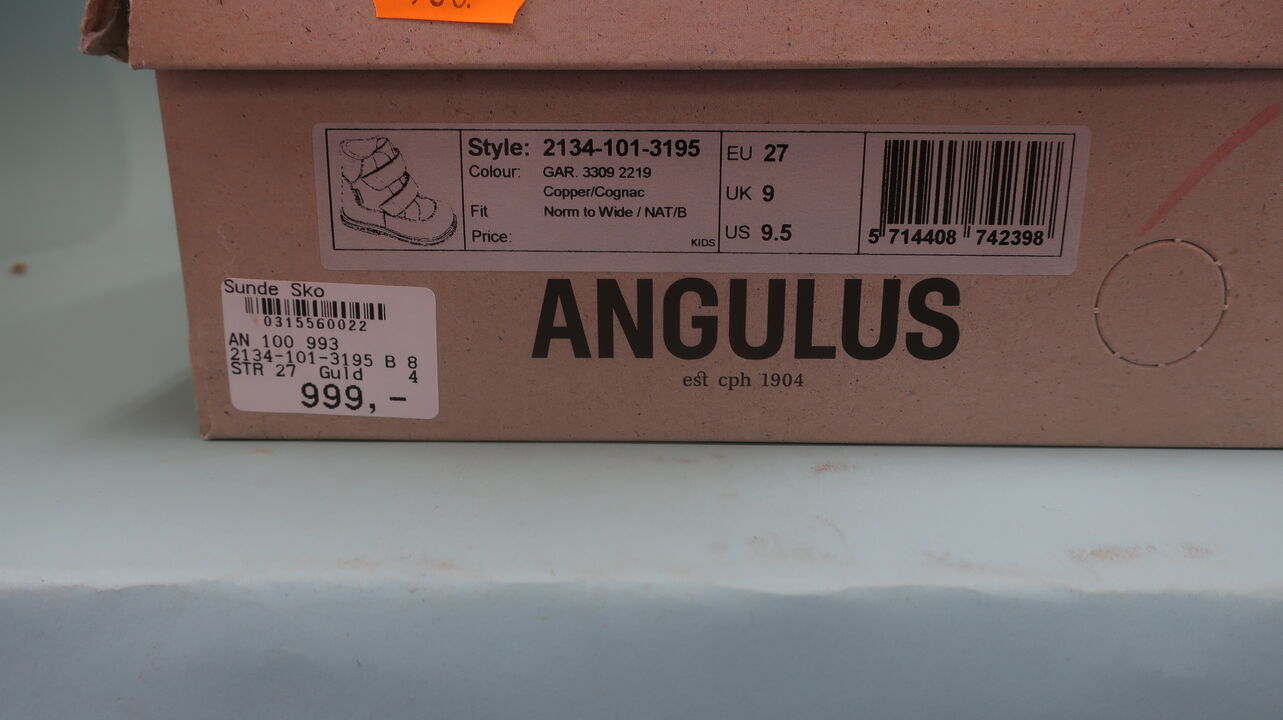 Style: 2134-101-3195
Colour: GAR. 3309 2219
Copper/Cognac
Fit Norm to Wide / NAT/B
Price:
KIDS
EU 27
UK 9
US 9.5
5 714408 742398
Sunde Sko
0315560022
AN 100 993
2134-101-3195 B 8
STR 27 Guld 4
999,-
ANGULUS
est cph 1904